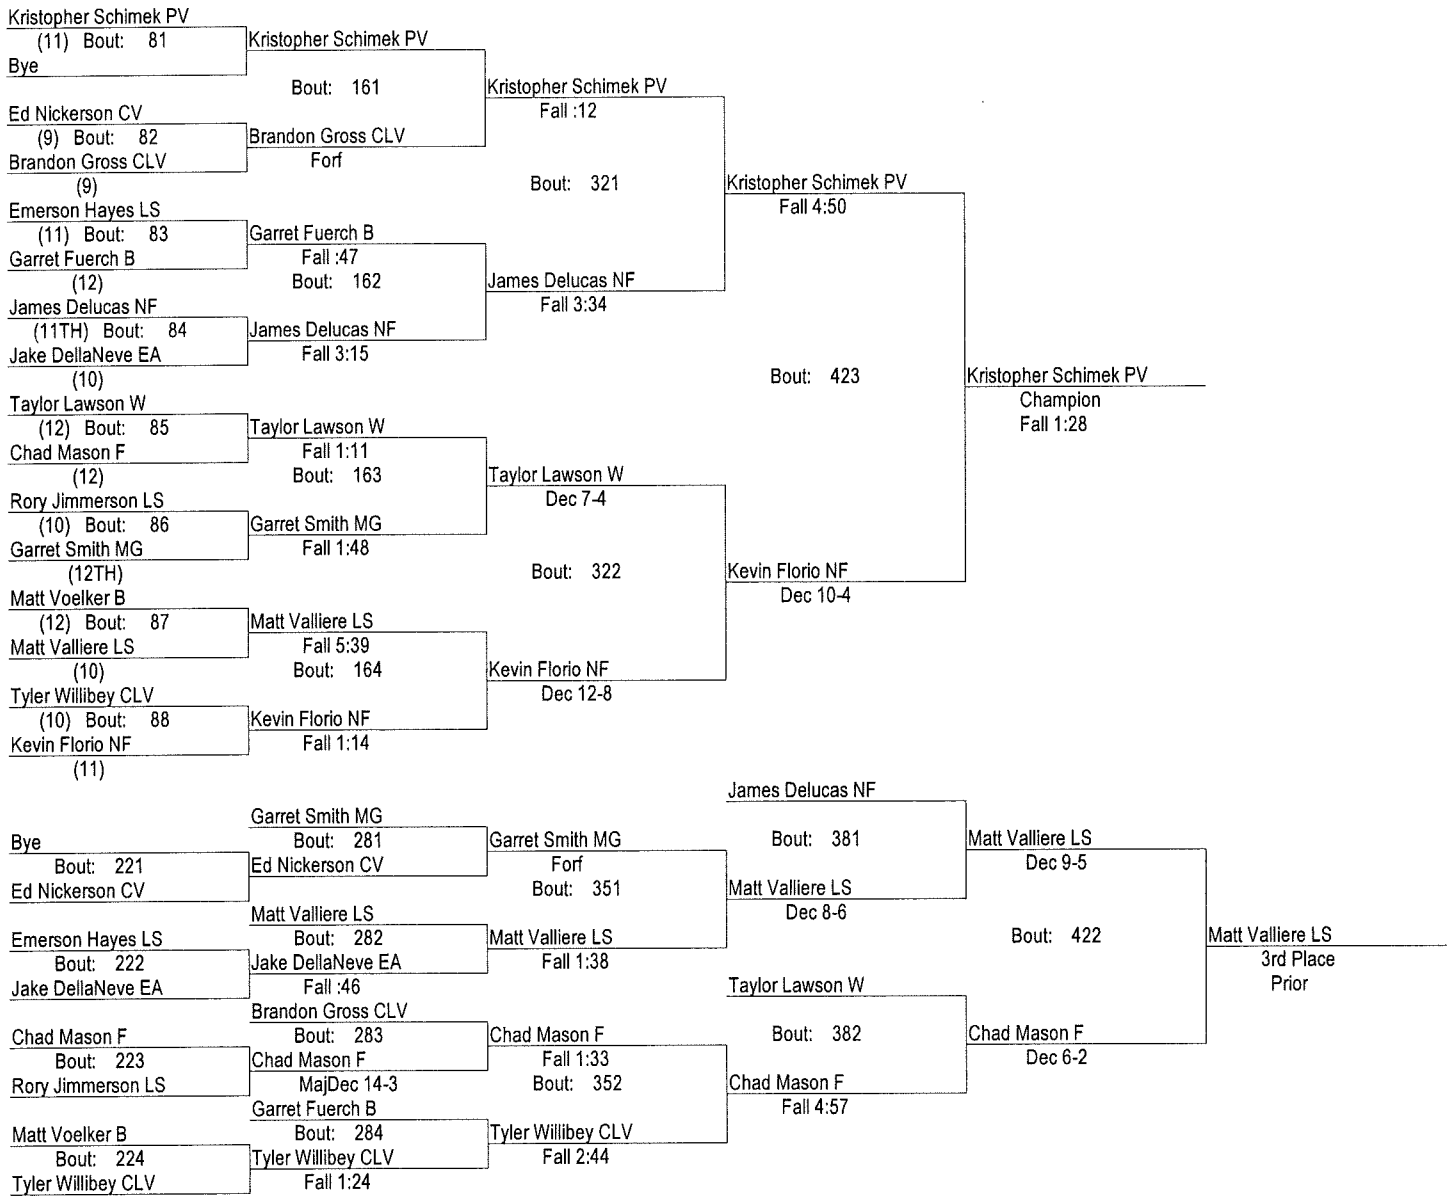 Kristopher Schimek PV
(11) Bout: 81
Bye
Kristopher Schimek PV
Bout: 161
Ed Nickerson CV
(9) Bout: 82
Brandon Gross CLV
(9)
Brandon Gross CLV
Forf
Kristopher Schimek PV
Fall :12
Bout: 321
Emerson Hayes LS
(11) Bout: 83
Garret Fuerch B
(12)
Garret Fuerch B
Fall :47
Bout: 162
James Delucas NF
(11TH) Bout: 84
Jake DellaNeve EA
(10)
James Delucas NF
Fall 3:15
James Delucas NF
Fall 3:34
Kristopher Schimek PV
Fall 4:50
Bout: 423
Kristopher Schimek PV
Champion
Fall 1:28
Taylor Lawson W
(12) Bout: 85
Chad Mason F
(12)
Taylor Lawson W
Fall 1:11
Bout: 163
Rory Jimmerson LS
(10) Bout: 86
Garret Smith MG
(12TH)
Garret Smith MG
Fall 1:48
Taylor Lawson W
Dec 7-4
Bout: 322
Matt Voelker B
(12) Bout: 87
Matt Valliere LS
(10)
Matt Valliere LS
Fall 5:39
Bout: 164
Tyler Willibey CLV
(10) Bout: 88
Kevin Florio NF
(11)
Kevin Florio NF
Fall 1:14
Kevin Florio NF
Dec 12-8
Kevin Florio NF
Dec 10-4
Bye
Bout: 221
Ed Nickerson CV
Garret Smith MG
Bout: 281
Ed Nickerson CV
Garret Smith MG
Forf
Bout: 351
Emerson Hayes LS
Bout: 222
Jake DellaNeve EA
Matt Valliere LS
Bout: 282
Jake DellaNeve EA
Fall :46
Matt Valliere LS
Fall 1:38
James Delucas NF
Bout: 381
Matt Valliere LS
Dec 8-6
Matt Valliere LS
Dec 9-5
Bout: 422
Matt Valliere LS
3rd Place
Prior
Chad Mason F
Bout: 223
Rory Jimmerson LS
Brandon Gross CLV
Bout: 283
Chad Mason F
MajDec 14-3
Chad Mason F
Fall 1:33
Bout: 352
Matt Voelker B
Bout: 224
Tyler Willibey CLV
Garret Fuerch B
Bout: 284
Tyler Willibey CLV
Fall 1:24
Tyler Willibey CLV
Fall 2:44
Taylor Lawson W
Bout: 382
Chad Mason F
Fall 4:57
Chad Mason F
Dec 6-2